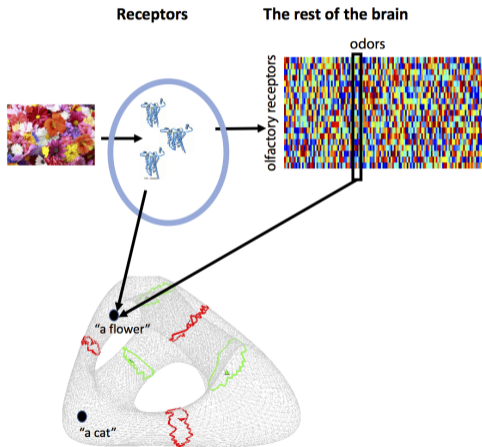 Receptors
The rest of the brain
odors
olfactory receptors
"a flower"
"a cat"